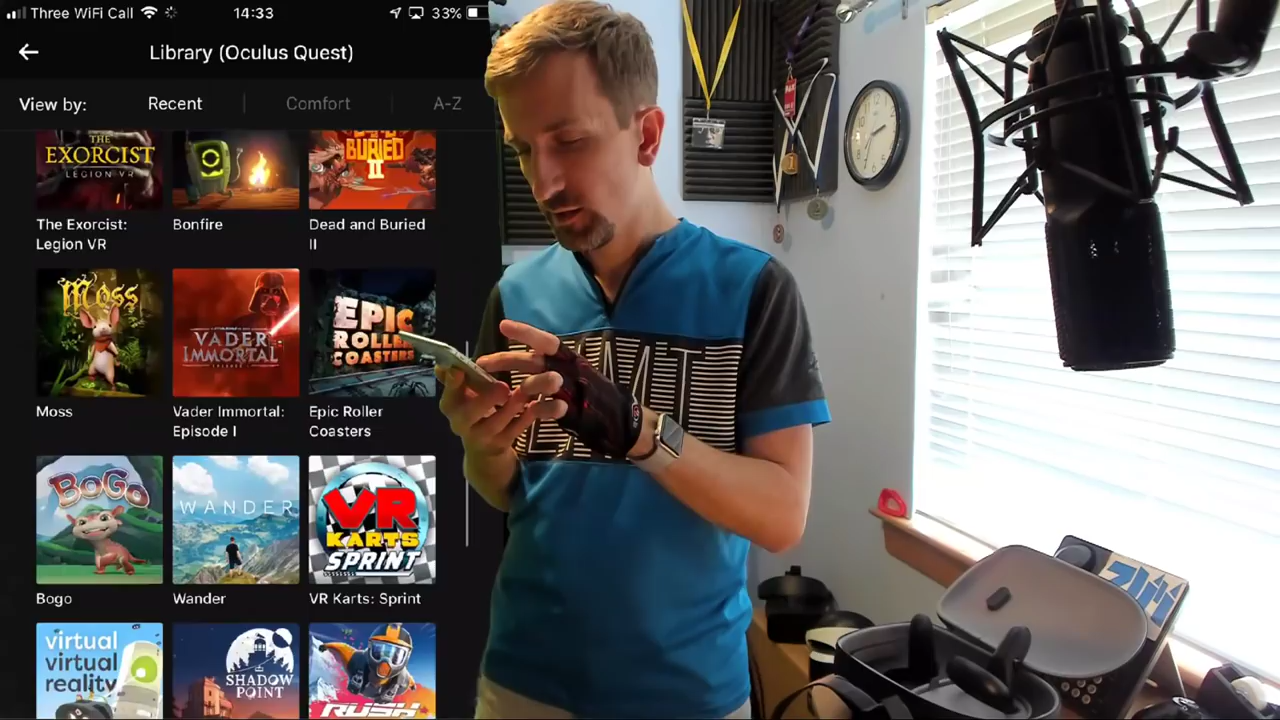 Three WiFi Call 14:33 33%
Library (Oculus Quest)
View by: Recent Comfort A-Z
THE
EXORCIST
LEGION VR
BURIED
II
The Exorcist:
Legion VR
Bonfire
Dead and Buried
II
MOSS
VADER
IMMORTAL
EPIC
ROLLER
COASTERS
Moss
Vader Immortal:
Episode I
Epic Roller
Coasters
BOGO
WANDER
VR
KARTS
SPRINT
Bogo
Wander
VR Karts: Sprint
virtual
virtual
reality
SHADOW
POINT
RUSH